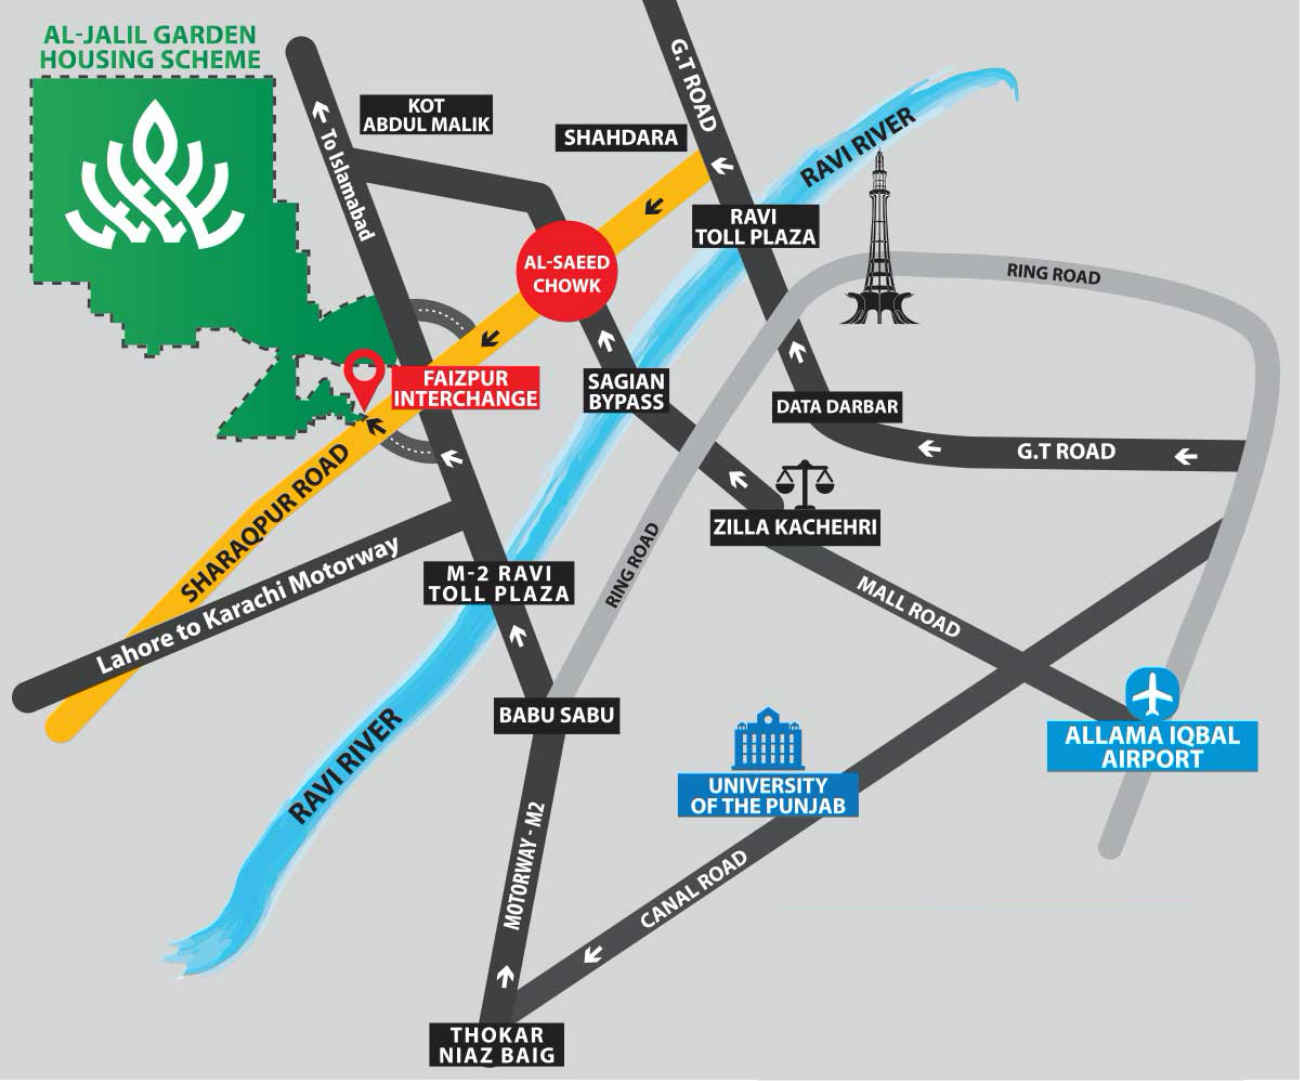 AL-JALIL GARDEN
HOUSING SCHEME
G.T ROAD
KOT
ABDUL MALIK
To Islamabad
SHAHDARA
RAVI RIVER
RAVI
TOLL PLAZA
AL-SAEED
CHOWK
RING ROAD
FAIZPUR
INTERCHANGE
SAGIAN
BYPASS
DATA DARBAR
G.T ROAD
SHARAQPUR ROAD
ZILLA KACHEHRI
Lahore to Karachi Motorway
M-2 RAVI
TOLL PLAZA
RING ROAD
MALL ROAD
BABU SABU
RAVI RIVER
ALLAMA IQBAL
AIRPORT
UNIVERSITY
OF THE PUNJAB
MOTORWAY - M2
CANAL ROAD
THOKAR
NIAZ BAIG